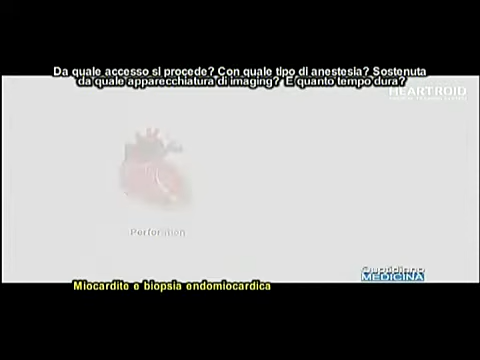 Da quale accesso si procede? Con quale tipo di anestesia? Sostenuta
da quale apparecchiatura di imaging? E quanto tempo dura?
HEARTROID
Perforation
Quotidiano
MEDICINA
Miocardite e biopsia endomiocardica